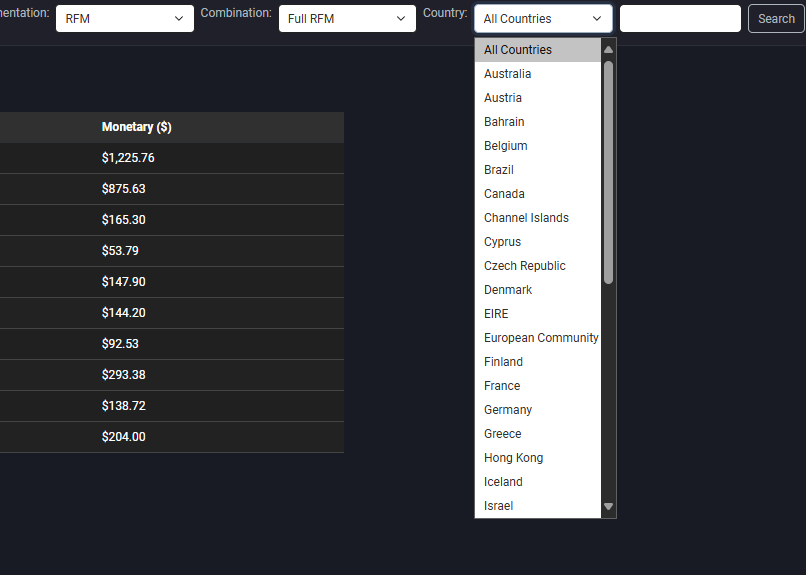 nentation:
RFM
Combination:
Full RFM
Country:
All Countries
Search
All Countries
Australia
Austria
Bahrain
Belgium
Brazil
Canada
Channel Islands
Cyprus
Czech Republic
Denmark
EIRE
European Community
Finland
France
Germany
Greece
Hong Kong
Iceland
Israel
Monetary ($)
$1,225.76
$875.63
$165.30
$53.79
$147.90
$144.20
$92.53
$293.38
$138.72
$204.00